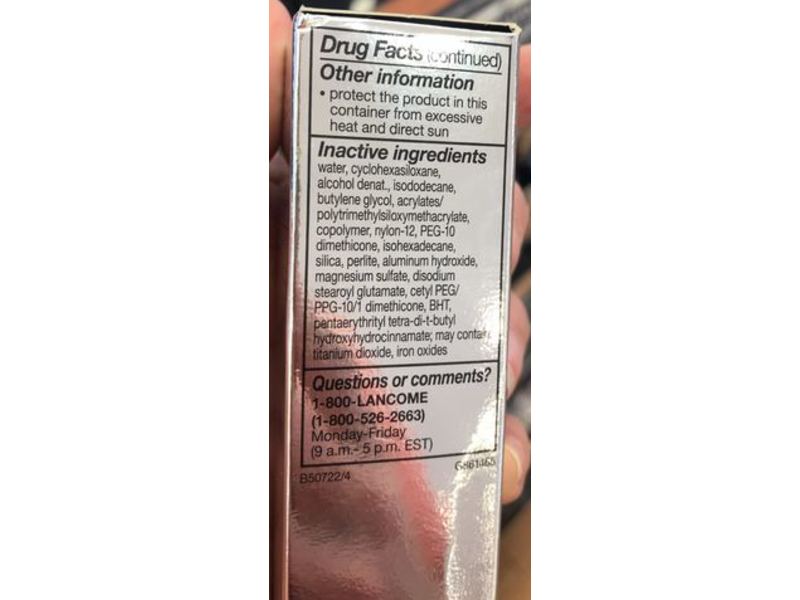 Drug Facts (continued)
Other information
• protect the product in this
container from excessive
heat and direct sun
Inactive ingredients
water, cyclohexasiloxane,
alcohol denat., isododecane,
butylene glycol, acrylates/
polytrimethylsiloxymethacrylate,
copolymer, nylon-12, PEG-10
dimethicone, isohexadecane,
silica, perlite, aluminum hydroxide,
magnesium sulfate, disodium
stearoyl glutamate, cetyl PEG/
PPG-10/1 dimethicone, BHT,
pentaerythrityl tetra-di-t-butyl
hydroxyhydrocinnamate; may contain
titanium dioxide, iron oxides
Questions or comments?
1-800-LANCOME
(1-800-526-2663)
Monday-Friday
(9 a.m.- 5 p.m. EST)
G861465
B50722/4